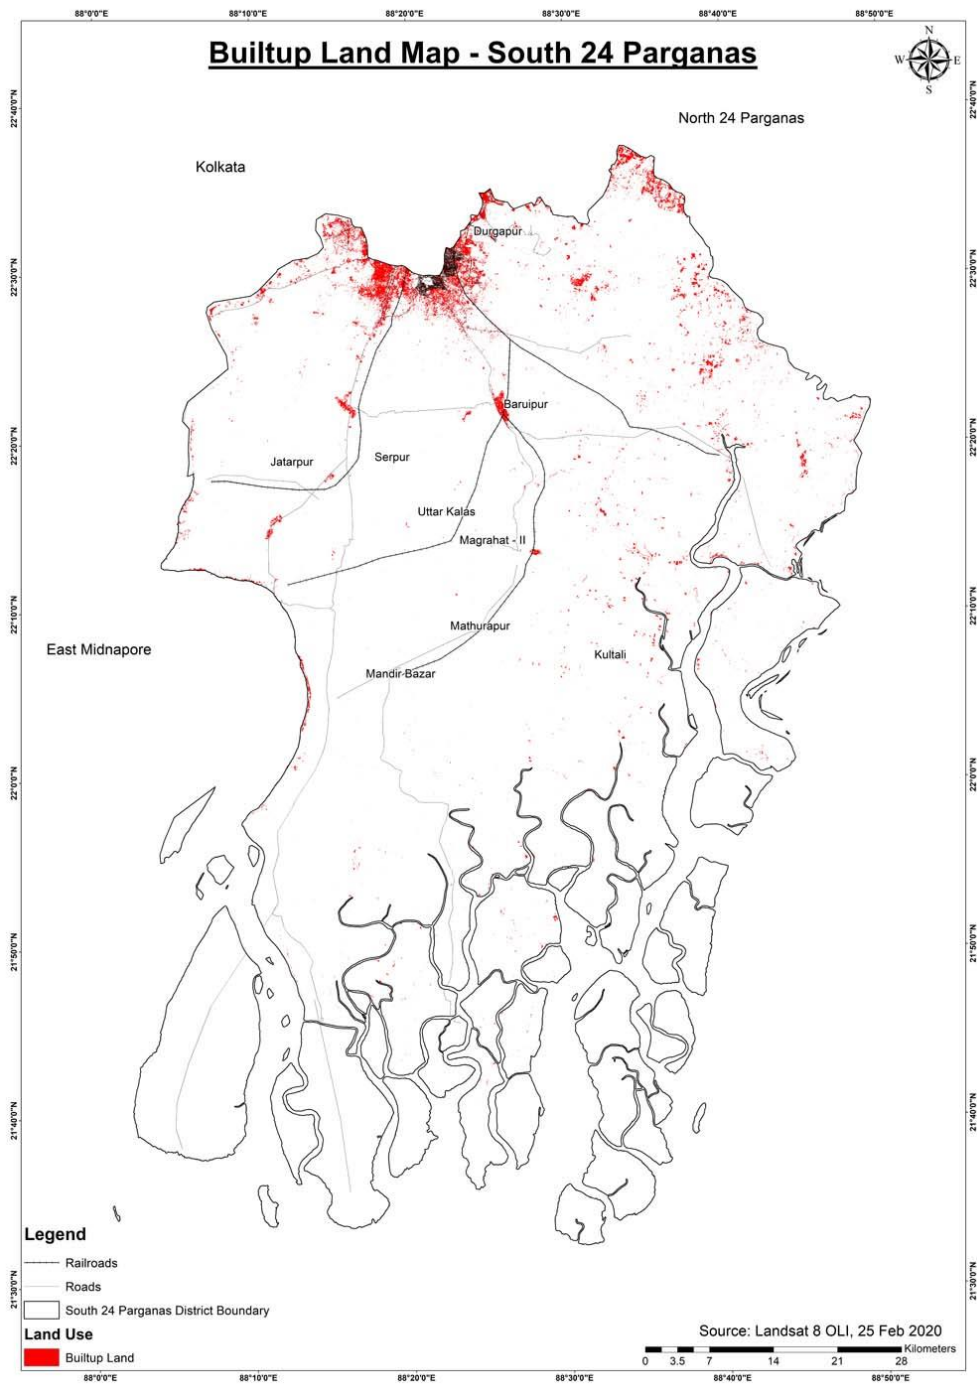 88°0'0"E 88°10'0"E 88°20'0"E 88°30'0"E 88°40'0"E 88°50'0"E
Builtup Land Map - South 24 Parganas
N
W E
S
22°40'0"N 22°40'0"N
North 24 Parganas
Kolkata
Durgapur
22°30'0"N 22°30'0"N
Baruipur
22°20'0"N 22°20'0"N
Jatarpur Serpur
Uttar Kalas
Magrahat - II
22°10'0"N 22°10'0"N
Mathurapur
East Midnapore Kultali
Mandir Bazar
22°0'0"N 22°0'0"N
21°50'0"N 21°50'0"N
21°40'0"N 21°40'0"N
Legend
Railroads
21°30'0"N 21°30'0"N
Roads
South 24 Parganas District Boundary
Land Use
Builtup Land
Source: Landsat 8 OLI, 25 Feb 2020
Kilometers
0 3.5 7 14 21 28
88°0'0"E 88°10'0"E 88°20'0"E 88°30'0"E 88°40'0"E 88°50'0"E